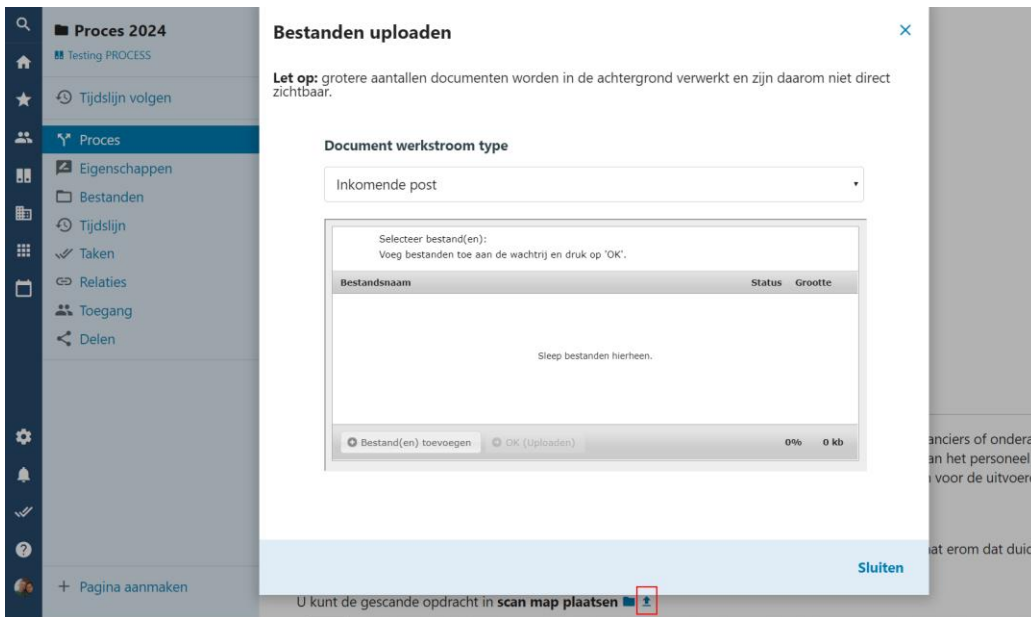 Proces 2024
Testing PROCESS
Tijdslijn volgen
Proces
Eigenschappen
Bestanden
Tijdslijn
Taken
Relaties
Toegang
Delen
+ Pagina aanmaken
Bestanden uploaden
Let op: grotere aantallen documenten worden in de achtergrond verwerkt en zijn daarom niet direct
zichtbaar.
Document werkstroom type
Inkomende post
Selecteer bestand(en):
Voeg bestanden toe aan de wachtrij en druk op 'OK'.
Bestandsnaam Status Grootte
Sleep bestanden hierheen.
Bestand(en) toevoegen OK (Uploaden) 0% 0 kb
Sluiten
anciers of ondera
an het personeel
voor de uitvoere
at erom dat duid
U kunt de gescande opdracht in scan map plaatsen